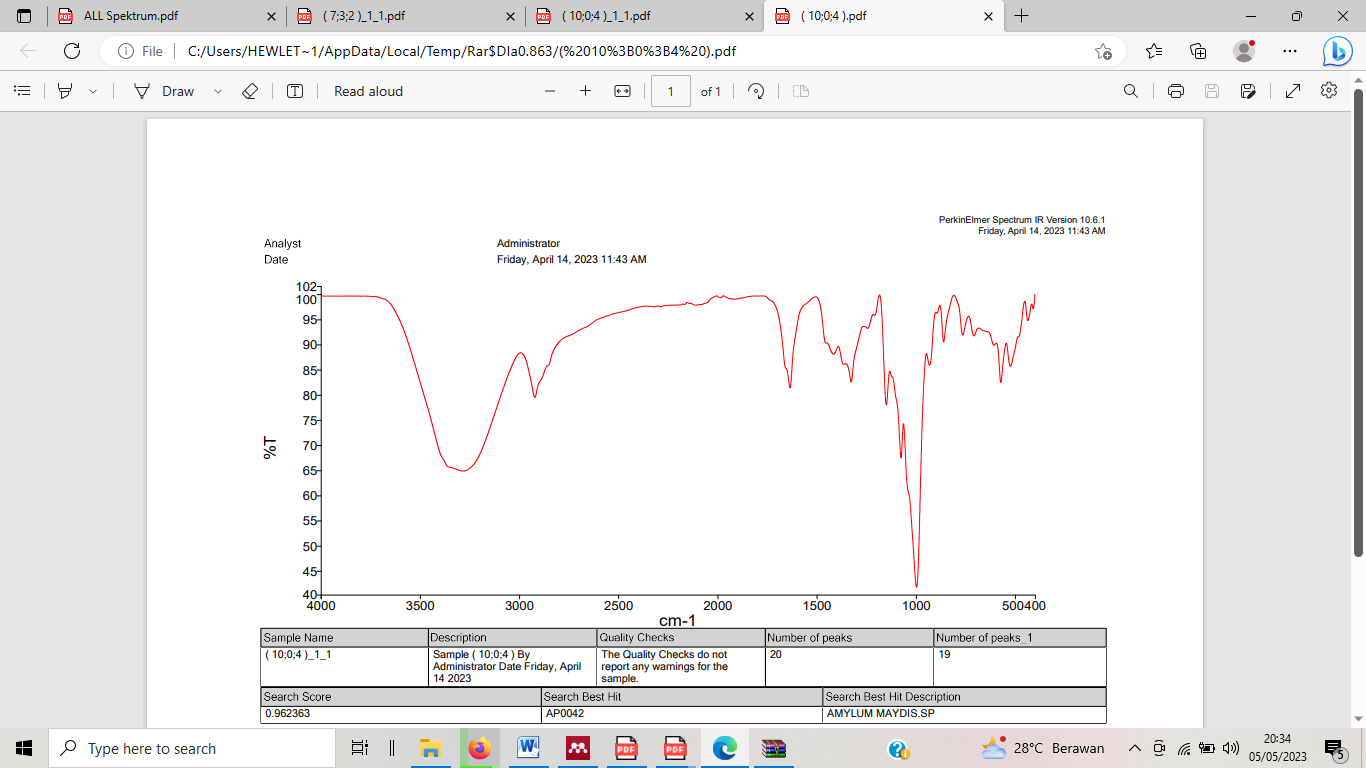 ALL Spektrum.pdf
( 7;3;2 )_1_1.pdf
( 10;0;4 )_1_1.pdf
( 10;0;4 ).pdf
File
C:/Users/HEWLET~1/AppData/Local/Temp/Rar$DIa0.863/(%2010%3B0%3B4%20).pdf
Draw
Read aloud
1
of 1
PerkinElmer Spectrum IR Version 10.6.1
Friday, April 14, 2023 11:43 AM
Analyst
Administrator
Date
Friday, April 14, 2023 11:43 AM
102
100
95
90
85
80
75
70
65
60
55
50
45
40
%T
4000
3500
3000
2500
2000
1500
1000
500
400
cm-1
Sample Name
Description
Quality Checks
Number of peaks
Number of peaks_1
( 10;0;4 )_1_1
Sample ( 10;0;4 ) By
Administrator Date Friday, April
14 2023
The Quality Checks do not
report any warnings for the
sample.
20
19
Search Score
Search Best Hit
Search Best Hit Description
0.962363
AP0042
AMYLUM MAYDIS.SP
Type here to search
28°C Berawan
20:34
05/05/2023
5